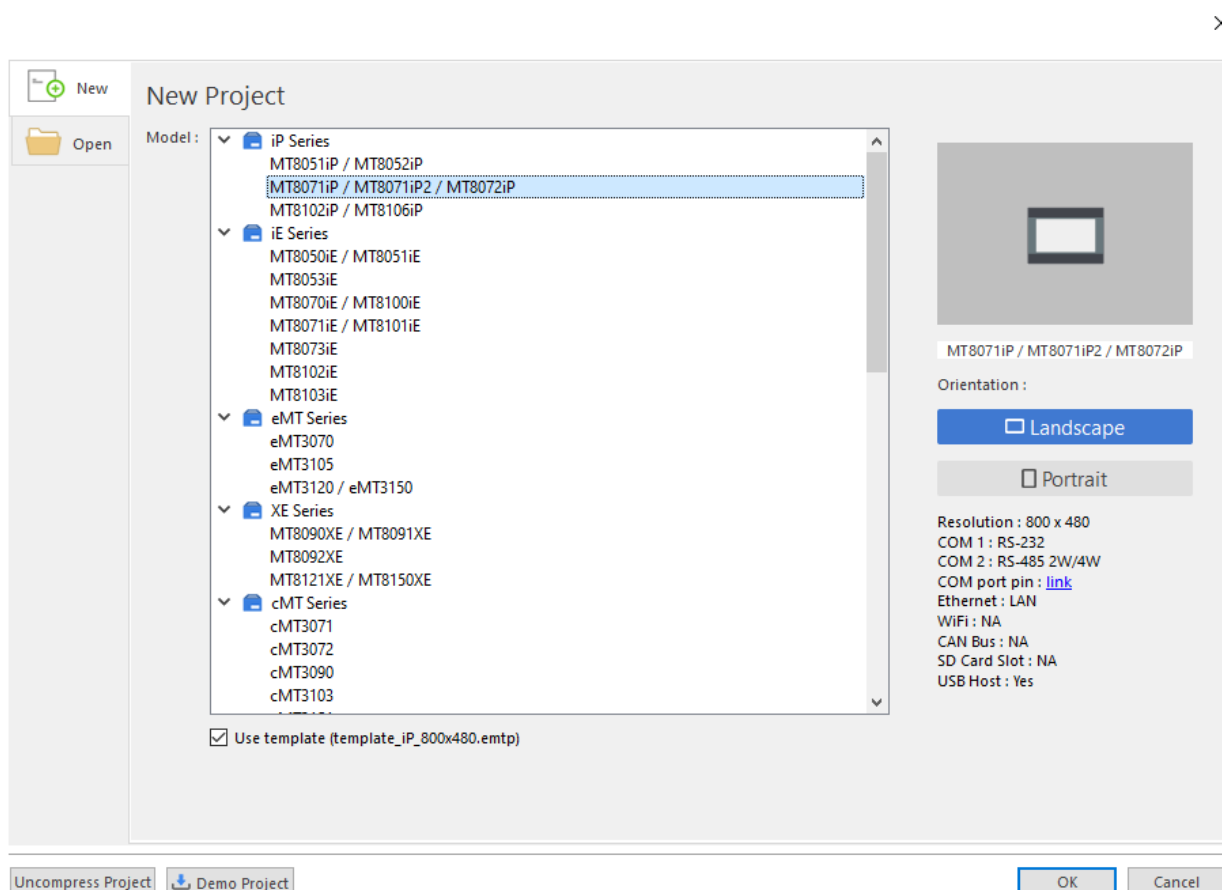 New
New Project
Open
Model :
iP Series
MT8051iP / MT8052iP
MT8071iP / MT8071iP2 / MT8072iP
MT8102iP / MT8106iP
iE Series
MT8050iE / MT8051iE
MT8053iE
MT8070iE / MT8100iE
MT8071iE / MT8101iE
MT8073iE
MT8102iE
MT8103iE
eMT Series
eMT3070
eMT3105
eMT3120 / eMT3150
XE Series
MT8090XE / MT8091XE
MT8092XE
MT8121XE / MT8150XE
cMT Series
cMT3071
cMT3072
cMT3090
cMT3103
Use template (template_iP_800x480.emtp)
MT8071iP / MT8071iP2 / MT8072iP
Orientation :
Landscape
Portrait
Resolution : 800 x 480
COM 1 : RS-232
COM 2 : RS-485 2W/4W
COM port pin : link
Ethernet : LAN
WiFi : NA
CAN Bus : NA
SD Card Slot : NA
USB Host : Yes
Uncompress Project
Demo Project
OK
Cancel